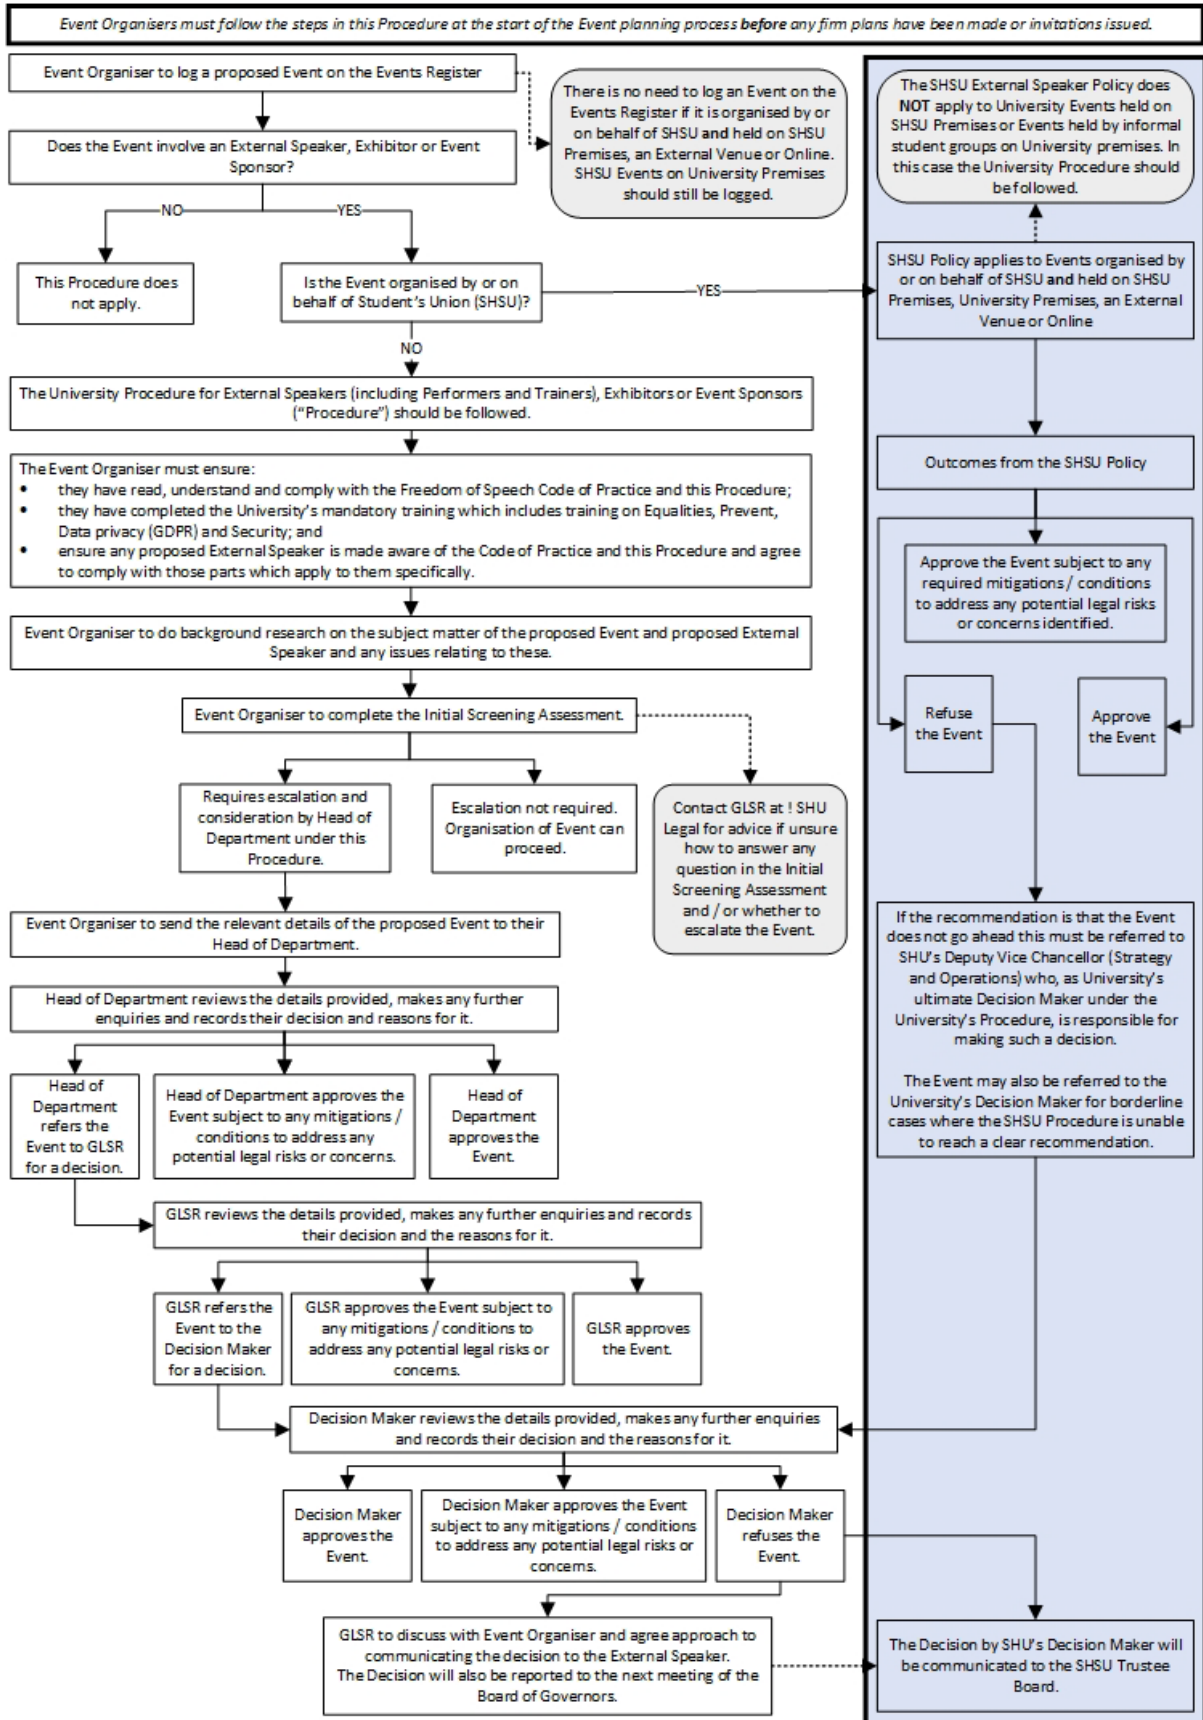 Event Organisers must follow the steps in this Procedure at the start of the Event planning process before any firm plans have been made or invitations issued.
Event Organiser to log a proposed Event on the Events Register
There is no need to log an Event on the
Events Register if it is organised by or
on behalf of SHSU and held on SHSU
Premises, an External Venue or Online.
SHSU Events on University Premises
should still be logged.
The SHSU External Speaker Policy does
NOT apply to University Events held on
SHSU Premises or Events held by informal
student groups on University premises. In
this case the University Procedure should
be followed.
Does the Event involve an External Speaker, Exhibitor or Event
Sponsor?
NO
YES
This Procedure does
not apply.
Is the Event organised by or on
behalf of Student's Union (SHSU)?
YES
SHSU Policy applies to Events organised by
or on behalf of SHSU and held on SHSU
Premises, University Premises, an External
Venue or Online
NO
The University Procedure for External Speakers (including Performers and Trainers), Exhibitors or Event Sponsors
("Procedure") should be followed.
The Event Organiser must ensure:
• they have read, understand and comply with the Freedom of Speech Code of Practice and this Procedure;
• they have completed the University's mandatory training which includes training on Equalities, Prevent,
Data privacy (GDPR) and Security; and
• ensure any proposed External Speaker is made aware of the Code of Practice and this Procedure and agree
to comply with those parts which apply to them specifically.
Outcomes from the SHSU Policy
Approve the Event subject to any
required mitigations / conditions
to address any potential legal risks
or concerns identified.
Refuse
the Event
Approve
the Event
Event Organiser to do background research on the subject matter of the proposed Event and proposed External
Speaker and any issues relating to these.
Event Organiser to complete the Initial Screening Assessment.
Requires escalation and
consideration by Head of
Department under this
Procedure.
Escalation not required.
Organisation of Event can
proceed.
Contact GLSR at ! SHU
Legal for advice if unsure
how to answer any
question in the Initial
Screening Assessment
and / or whether to
escalate the Event.
If the recommendation is that the Event
does not go ahead this must be referred to
SHU's Deputy Vice Chancellor (Strategy
and Operations) who, as University's
ultimate Decision Maker under the
University's Procedure, is responsible for
making such a decision.
The Event may also be referred to the
University's Decision Maker for borderline
cases where the SHSU Procedure is unable
to reach a clear recommendation.
Event Organiser to send the relevant details of the proposed Event to their
Head of Department.
Head of Department reviews the details provided, makes any further
enquiries and records their decision and reasons for it.
Head of
Department
refers the
Event to GLSR
for a decision.
Head of Department approves the
Event subject to any mitigations /
conditions to address any
potential legal risks or concerns.
Head of
Department
approves the
Event.
GLSR reviews the details provided, makes any further enquiries and records
their decision and the reasons for it.
GLSR refers the
Event to the
Decision Maker
for a decision.
GLSR approves the Event subject to
any mitigations / conditions to
address any potential legal risks or
concerns.
GLSR approves
the Event.
Decision Maker reviews the details provided, makes any further enquiries
and records their decision and the reasons for it.
Decision Maker
approves the
Event.
Decision Maker approves the Event
subject to any mitigations / conditions
to address any potential legal risks or
concerns.
Decision Maker
refuses the
Event.
GLSR to discuss with Event Organiser and agree approach to
communicating the decision to the External Speaker.
The Decision will also be reported to the next meeting of the
Board of Governors.
The Decision by SHU's Decision Maker will
be communicated to the SHSU Trustee
Board.